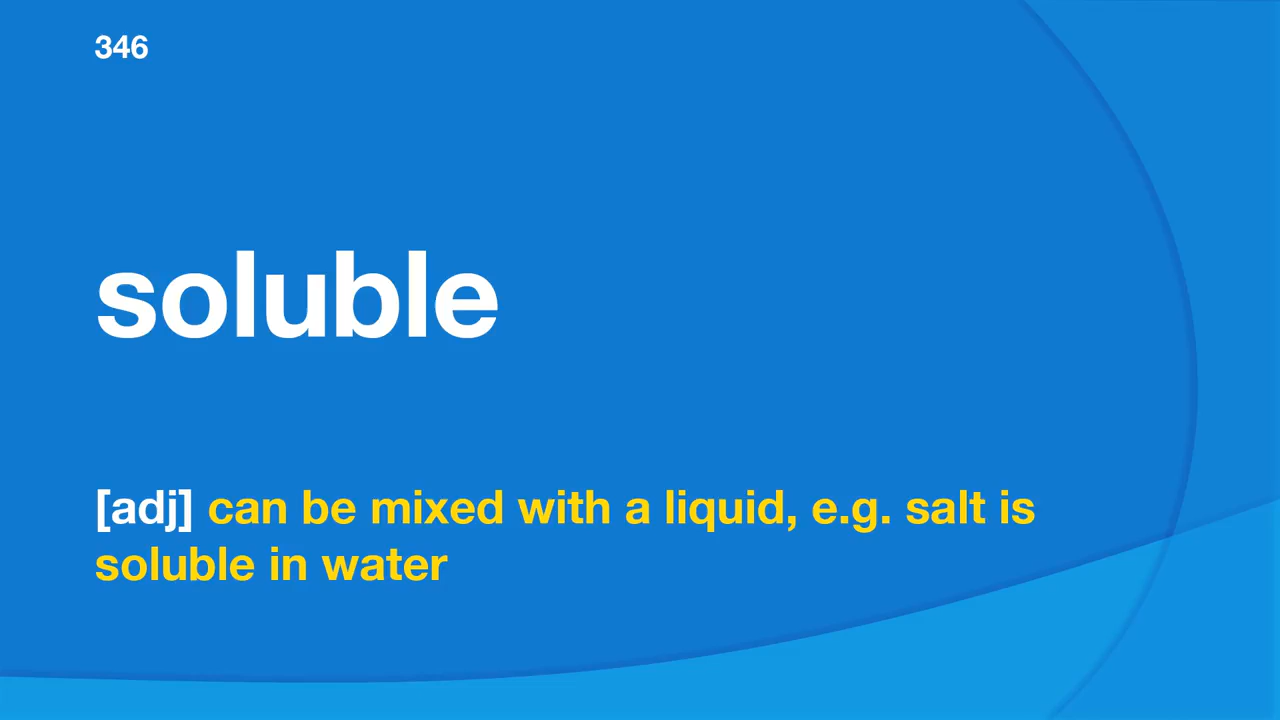 346
soluble
[adj] can be mixed with a liquid, e.g. salt is
soluble in water